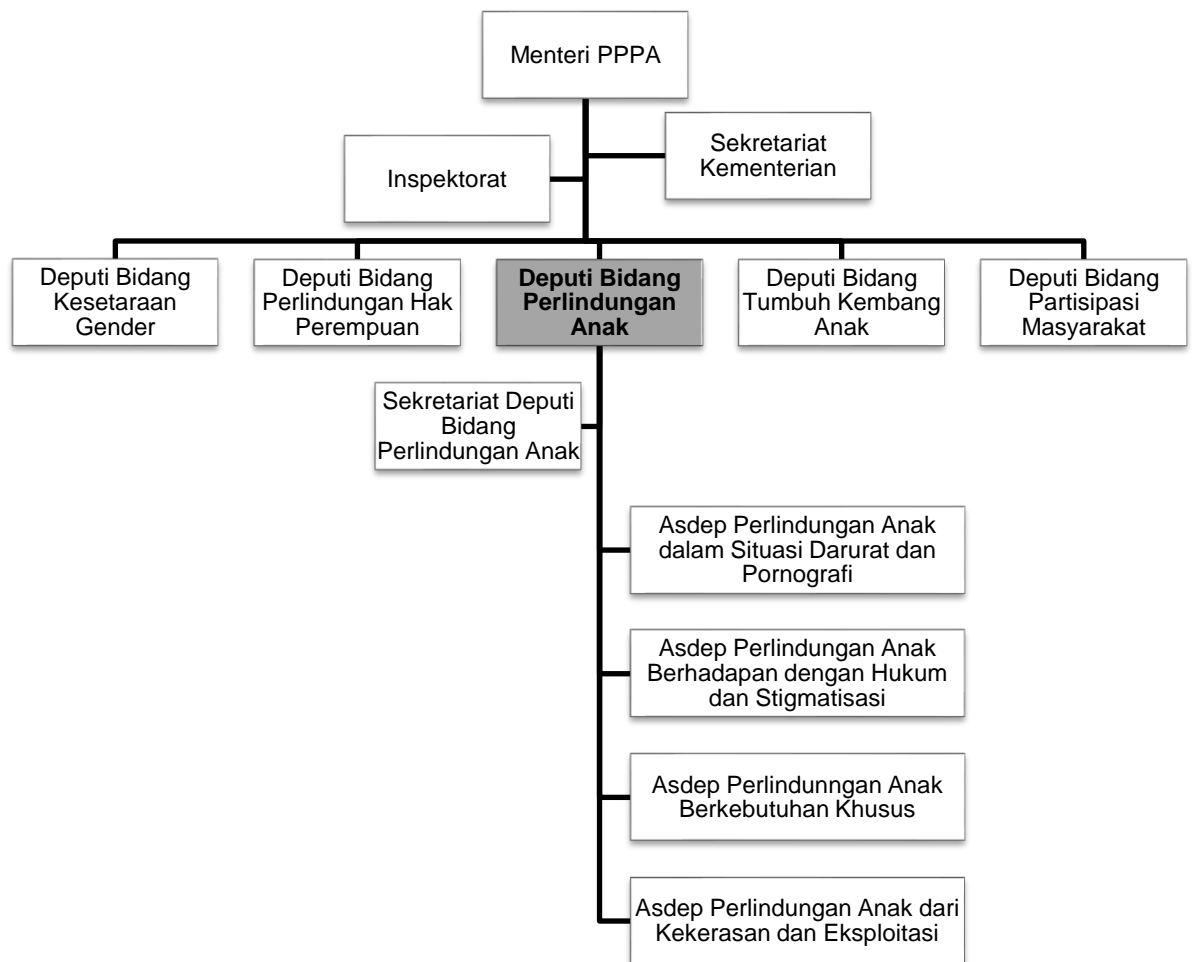 Menteri PPPA
Sekretariat
Kementerian
Inspektorat
Deputi Bidang
Kesetaraan
Gender
Deputi Bidang
Perlindungan Hak
Perempuan
Deputi Bidang
Perlindungan
Anak
Deputi Bidang
Tumbuh Kembang
Anak
Deputi Bidang
Partisipasi
Masyarakat
Sekretariat Deputi
Bidang
Perlindungan Anak
Asdep Perlindungan Anak
dalam Situasi Darurat dan
Pornografi
Asdep Perlindungan Anak
Berhadapan dengan Hukum
dan Stigmatisasi
Asdep Perlindunngan Anak
Berkebutuhan Khusus
Asdep Perlindungan Anak dari
Kekerasan dan Eksploitasi